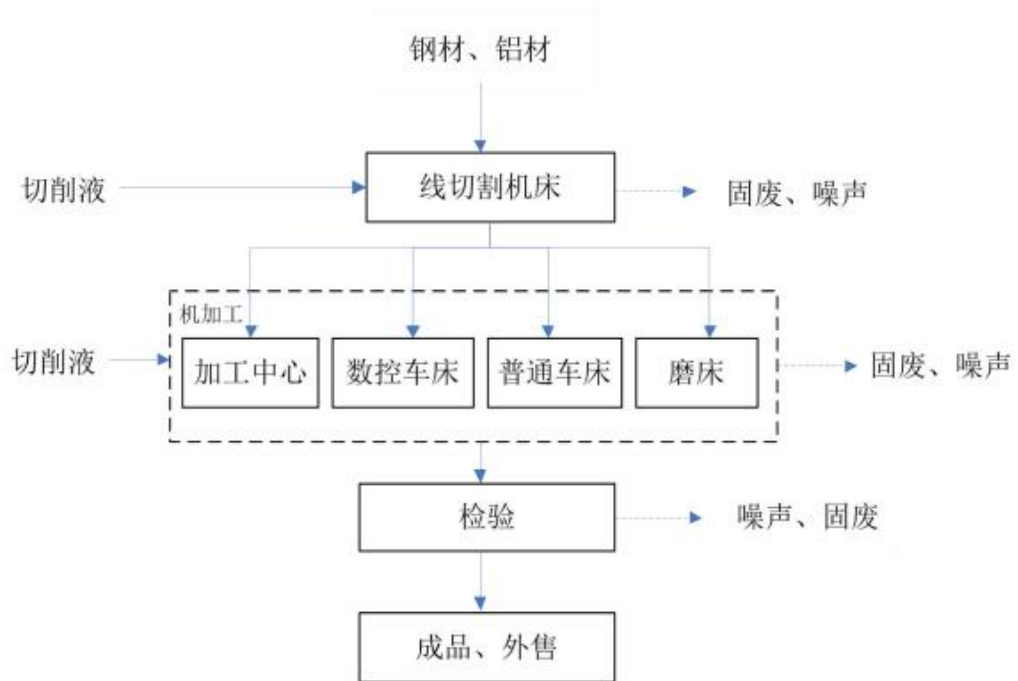 钢材、铝材
切削液
线切割机床
固废、噪声
机加工
切削液
加工中心
数控车床
普通车床
磨床
固废、噪声
检验
噪声、固废
成品、外售